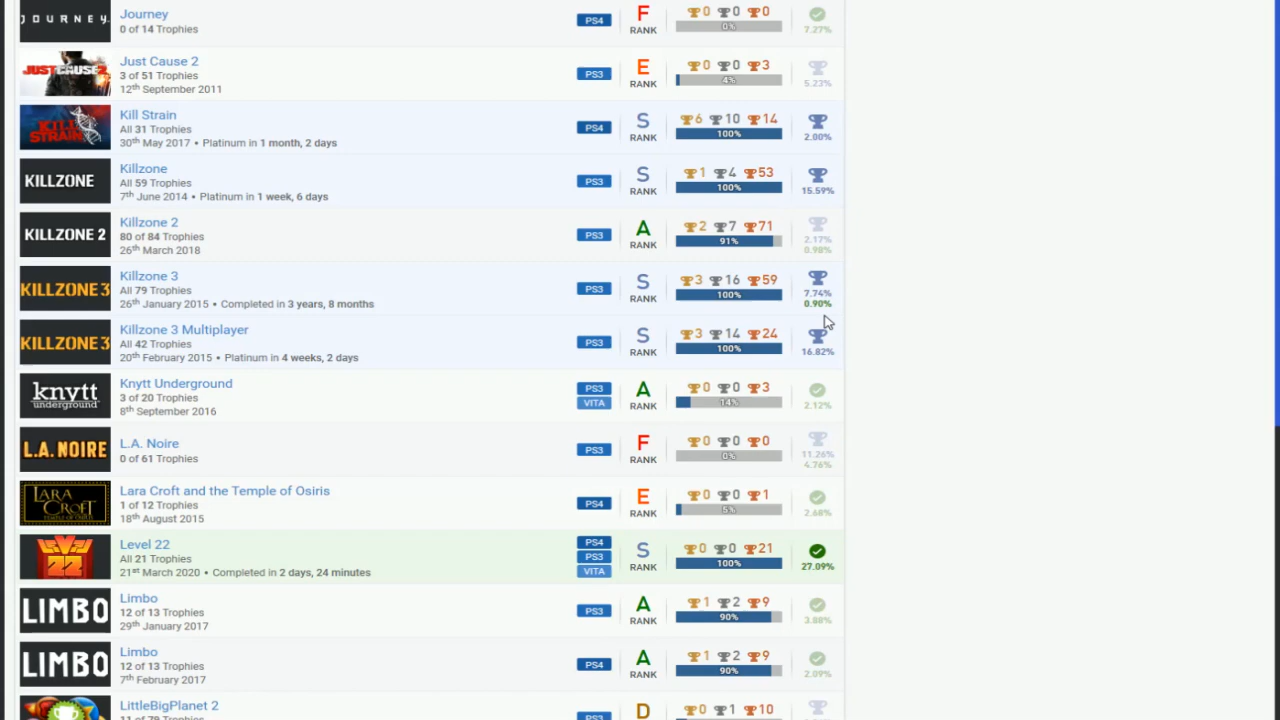 JOURNEY
Journey
0 of 14 Trophies
PS4
F
RANK
0 0 0
0%
7.27%
JUST CAUSE 2
Just Cause 2
3 of 51 Trophies
12th September 2011
PS3
E
RANK
0 0 3
4%
5.23%
KILL STRAIN
Kill Strain
All 31 Trophies
30th May 2017 • Platinum in 1 month, 2 days
PS4
S
RANK
6 10 14
100%
2.00%
KILLZONE
Killzone
All 59 Trophies
7th June 2014 • Platinum in 1 week, 6 days
PS3
S
RANK
1 4 53
100%
15.59%
KILLZONE 2
Killzone 2
80 of 84 Trophies
26th March 2018
PS3
A
RANK
2 7 71
91%
2.17%
0.90%
KILLZONE 3
Killzone 3
All 79 Trophies
26th January 2015 • Completed in 3 years, 8 months
PS3
S
RANK
3 16 59
100%
7.74%
0.90%
KILLZONE 3
Killzone 3 Multiplayer
All 42 Trophies
20th February 2015 • Platinum in 4 weeks, 2 days
PS3
S
RANK
3 14 24
100%
16.82%
knytt
underground
Knytt Underground
3 of 20 Trophies
8th September 2016
PS3
VITA
A
RANK
0 0 3
14%
2.12%
L.A. NOIRE
L.A. Noire
0 of 61 Trophies
PS3
F
RANK
0 0 0
0%
11.26%
4.76%
LARA
CROFT
TEMPLE OF OSIRIS
Lara Croft and the Temple of Osiris
1 of 12 Trophies
18th August 2015
PS4
E
RANK
0 0 1
5%
2.68%
LEVEL
22
Level 22
All 21 Trophies
21st March 2020 • Completed in 2 days, 24 minutes
PS4
PS3
VITA
S
RANK
0 0 21
100%
27.09%
LIMBO
Limbo
12 of 13 Trophies
29th January 2017
PS3
A
RANK
1 2 9
90%
3.88%
LIMBO
Limbo
12 of 13 Trophies
7th February 2017
PS4
A
RANK
1 2 9
90%
2.09%
LittleBigPlanet 2
11 of 79 Trophies
PS3
D
0 1 10